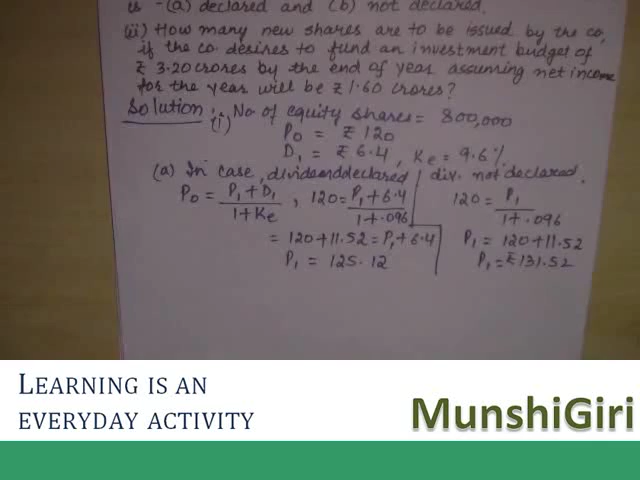 is - (a) declared and (b) not declared,
(ii) How many new shares are to be issued by the co.
if the co. desires to fund an investment budget of
₹ 3.20 crores by the end of year assuming net income
for the year will be ₹ 1.60 crores?
Solution:- No of equity shares = 800,000
(i)
P0 = ₹ 120
D1 = ₹ 6.4, Ke = 9.6%
(a) In case, dividend declared | div. not declared.
P0 = P1 + D1 / 1 + Ke , 120 = P1 + 6.4 / 1 + .096 | 120 = P1 / 1 + .096
= 120 + 11.52 = P1 + 6.4 | P1 = 120 + 11.52
P1 = 125.12 | P1 = ₹ 131.52
LEARNING IS AN
EVERYDAY ACTIVITY
MunshiGiri